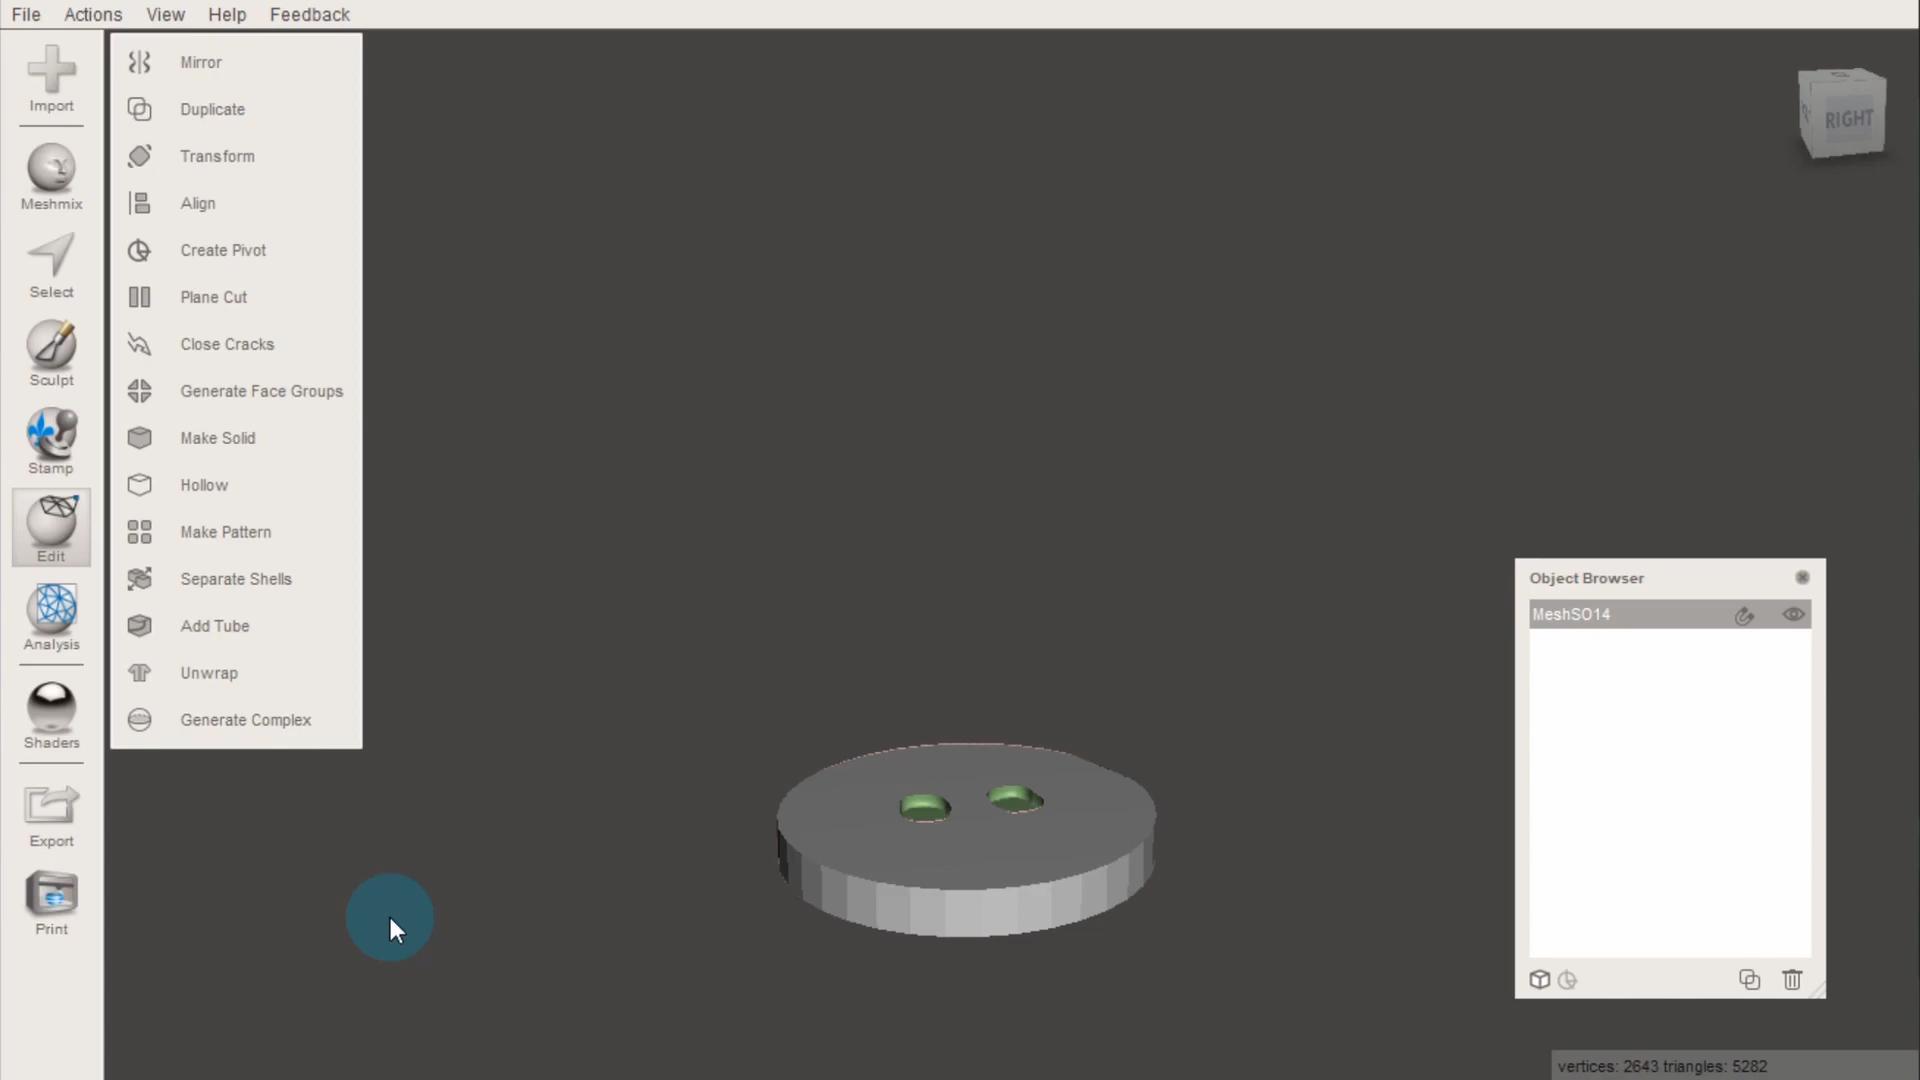 File Actions View Help Feedback
Import
Meshmix
Select
Sculpt
Stamp
Edit
Analysis
Shaders
Export
Print
Mirror
Duplicate
Transform
Align
Create Pivot
Plane Cut
Close Cracks
Generate Face Groups
Make Solid
Hollow
Make Pattern
Separate Shells
Add Tube
Unwrap
Generate Complex
RIGHT
Object Browser
MeshSO14
vertices: 2643 triangles: 5282